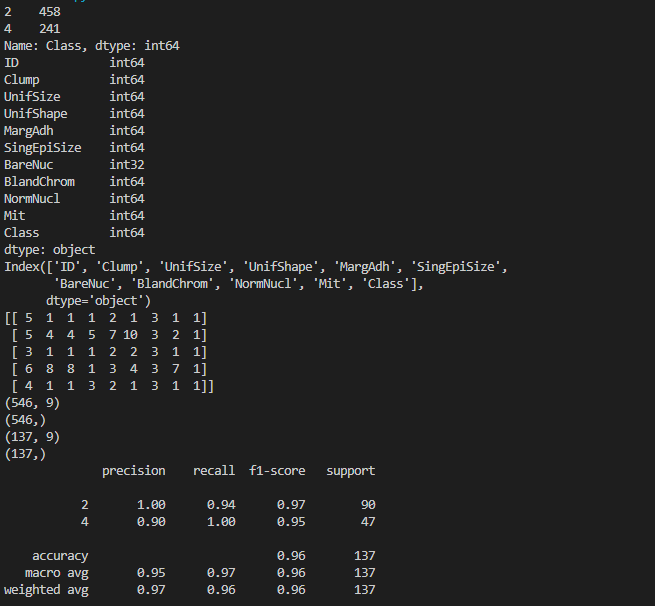 2    458
4    241
Name: Class, dtype: int64
ID             int64
Clump          int64
UnifSize       int64
UnifShape      int64
MargAdh        int64
SingEpiSize    int64
BareNuc        int32
BlandChrom     int64
NormNucl       int64
Mit            int64
Class          int64
dtype: object
Index(['ID', 'Clump', 'UnifSize', 'UnifShape', 'MargAdh', 'SingEpiSize',
       'BareNuc', 'BlandChrom', 'NormNucl', 'Mit', 'Class'],
      dtype='object')
[[ 5  1  1  1  2  1  3  1  1]
 [ 5  4  4  5  7 10  3  2  1]
 [ 3  1  1  1  2  2  3  1  1]
 [ 6  8  8  1  3  4  3  7  1]
 [ 4  1  1  3  2  1  3  1  1]]
(546, 9)
(546,)
(137, 9)
(137,)
              precision    recall  f1-score   support
           2       1.00      0.94      0.97        90
           4       0.90      1.00      0.95        47
    accuracy                           0.96       137
   macro avg       0.95      0.97      0.96       137
weighted avg       0.97      0.96      0.96       137